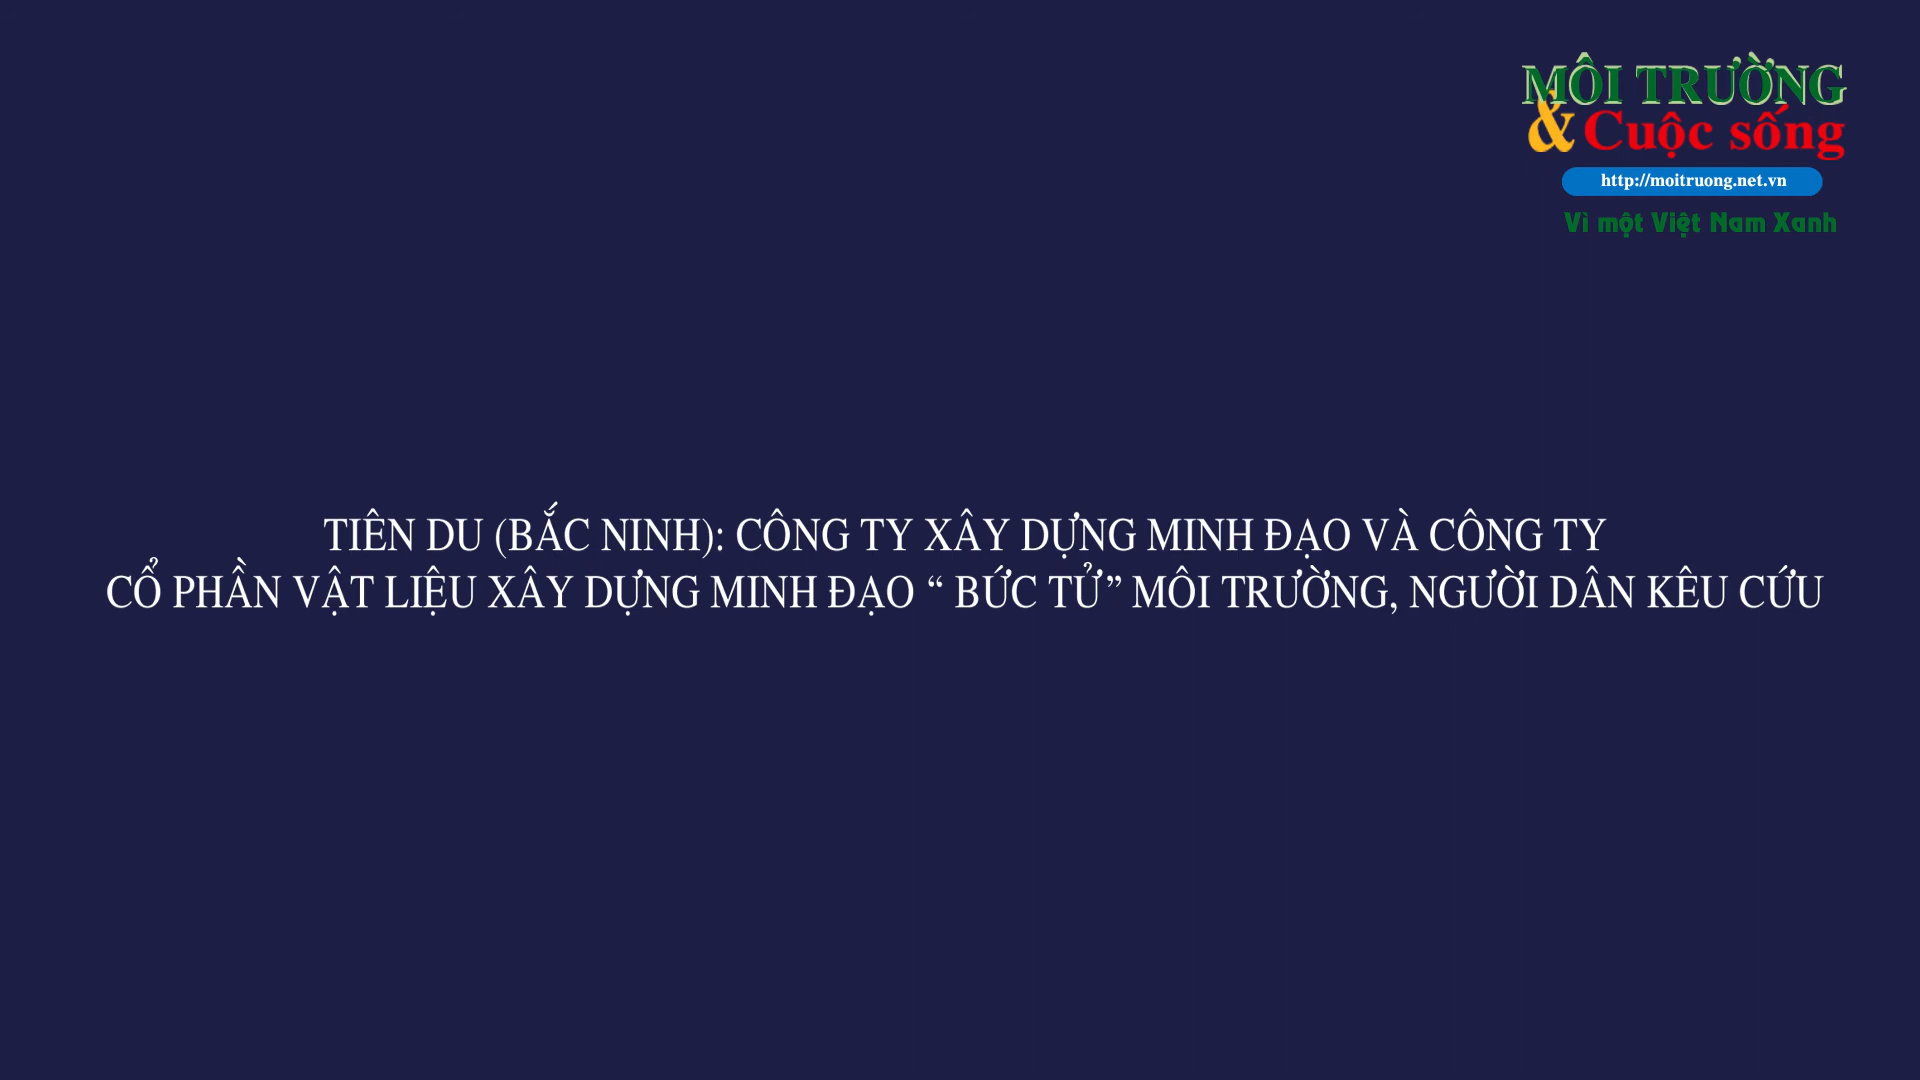 MÔI TRƯỜNG
& Cuộc sống
http://moitruong.net.vn
Vì một Việt Nam Xanh
TIÊN DU (BẮC NINH): CÔNG TY XÂY DỰNG MINH ĐẠO VÀ CÔNG TY
CỔ PHẦN VẬT LIỆU XÂY DỰNG MINH ĐẠO “ BỨC TỬ” MÔI TRƯỜNG, NGƯỜI DÂN KÊU CỨU